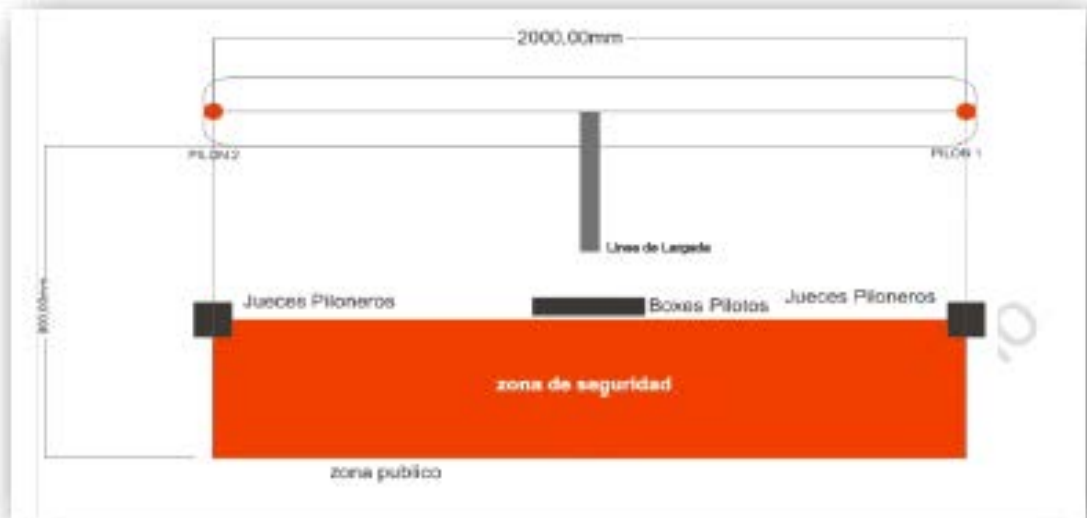 2000,00mm
PILON 2
PILON 1
Linea de Largada
Jueces Piloneros
Boxes Pilotos
Jueces Piloneros
zona de seguridad
zona publico